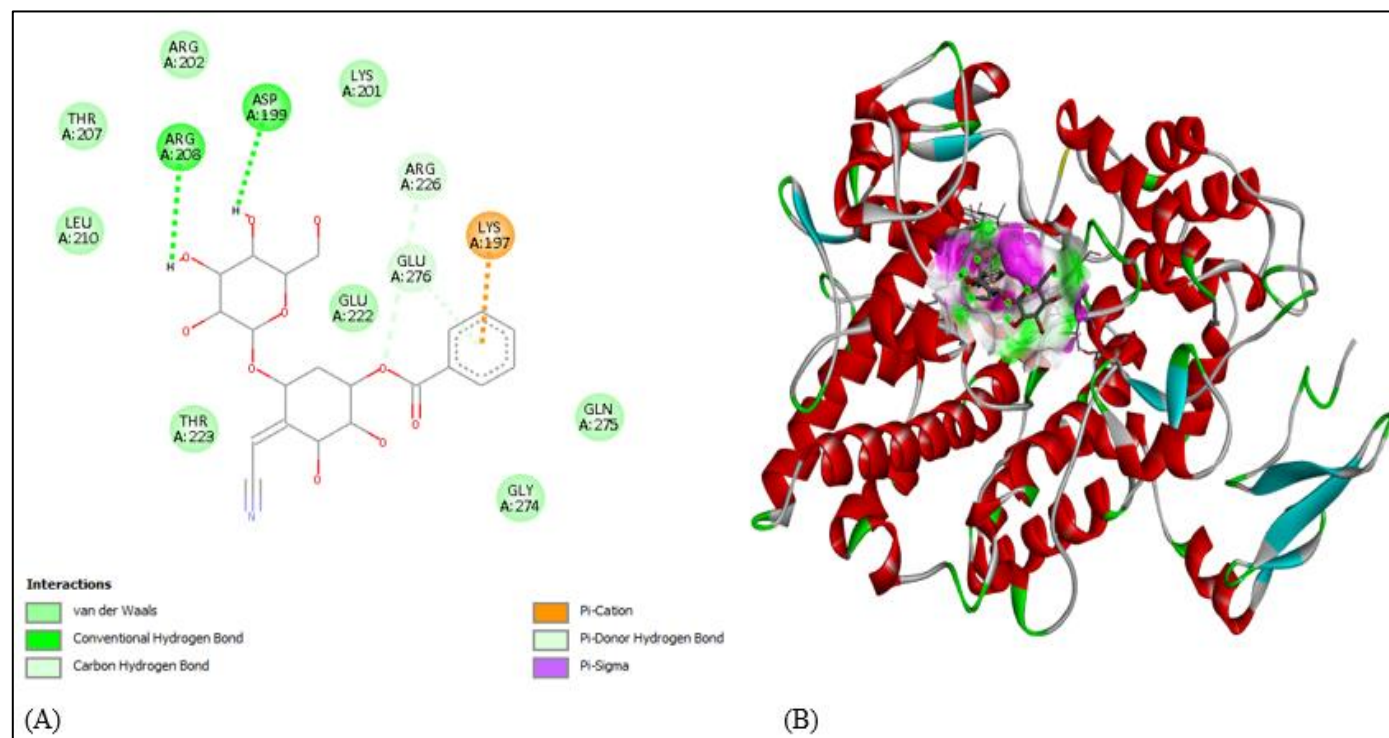 ARG
A:202
LYS
A:201
ASP
A:199
THR
A:207
ARG
A:208
ARG
A:226
LEU
A:210
LYS
A:197
GLU
A:276
GLU
A:222
THR
A:223
GLN
A:275
GLY
A:274
H
O
O
H
O
O
O
O
O
O
O
O
N
Interactions
van der Waals
Conventional Hydrogen Bond
Carbon Hydrogen Bond
Pi-Cation
Pi-Donor Hydrogen Bond
Pi-Sigma
(A)
(B)